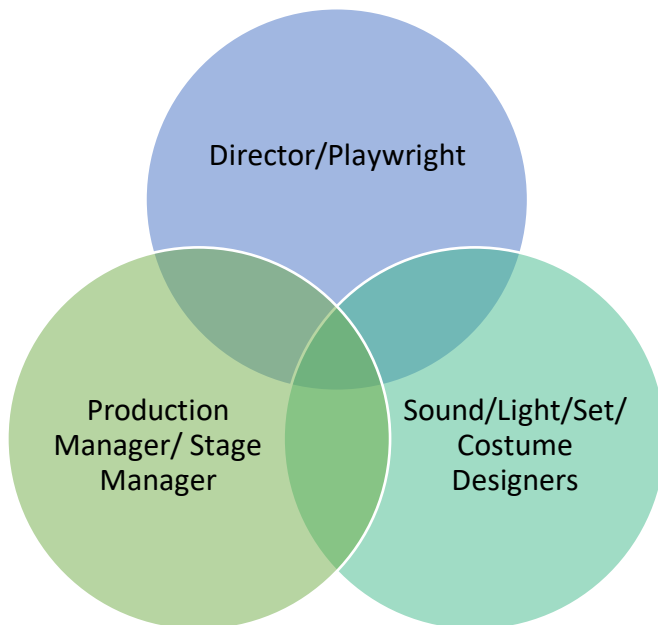 Director/Playwright
Production
Manager/ Stage
Manager
Sound/Light/Set/
Costume
Designers